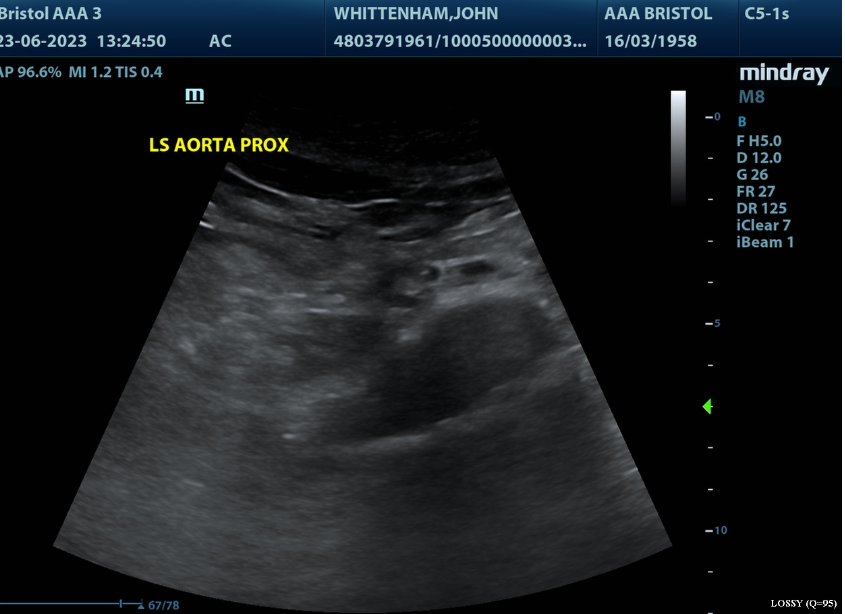 Bristol AAA 3 WHITTENHAM,JOHN AAA BRISTOL C5-1s
23-06-2023 13:24:50 AC 4803791961/1000500000003... 16/03/1958
AP 96.6% MI 1.2 TIS 0.4
mindray
m
M8
0
B
LS AORTA PROX
F H5.0
D 12.0
G 26
FR 27
DR 125
iClear 7
iBeam 1
5
10
67/78
LOSSY (Q=95)